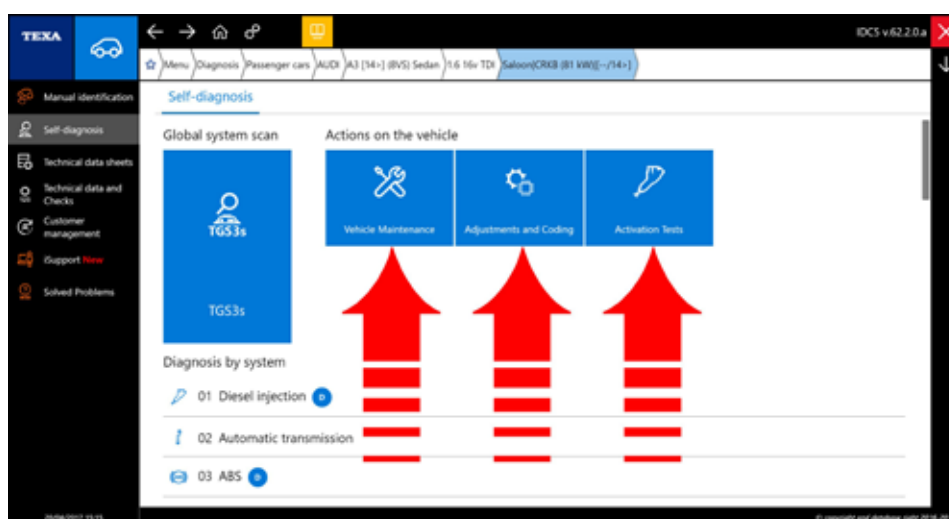 TEXA
IDC5 v.62.2.0.a
Menu
Diagnosis
Passenger cars
AUDI
A3 [14>] (8VS) Sedan
1.6 16v TDI
Saloon(CRKB (81 kW)[--/14>]
Manual identification
Self-diagnosis
Technical data sheets
Technical data and
Checks
Customer
management
iSupport New
Solved Problems
Self-diagnosis
Global system scan
Actions on the vehicle
TGS3s
TGS3s
Vehicle Maintenance
Adjustments and Coding
Activation Tests
Diagnosis by system
01 Diesel injection D
02 Automatic transmission
03 ABS D